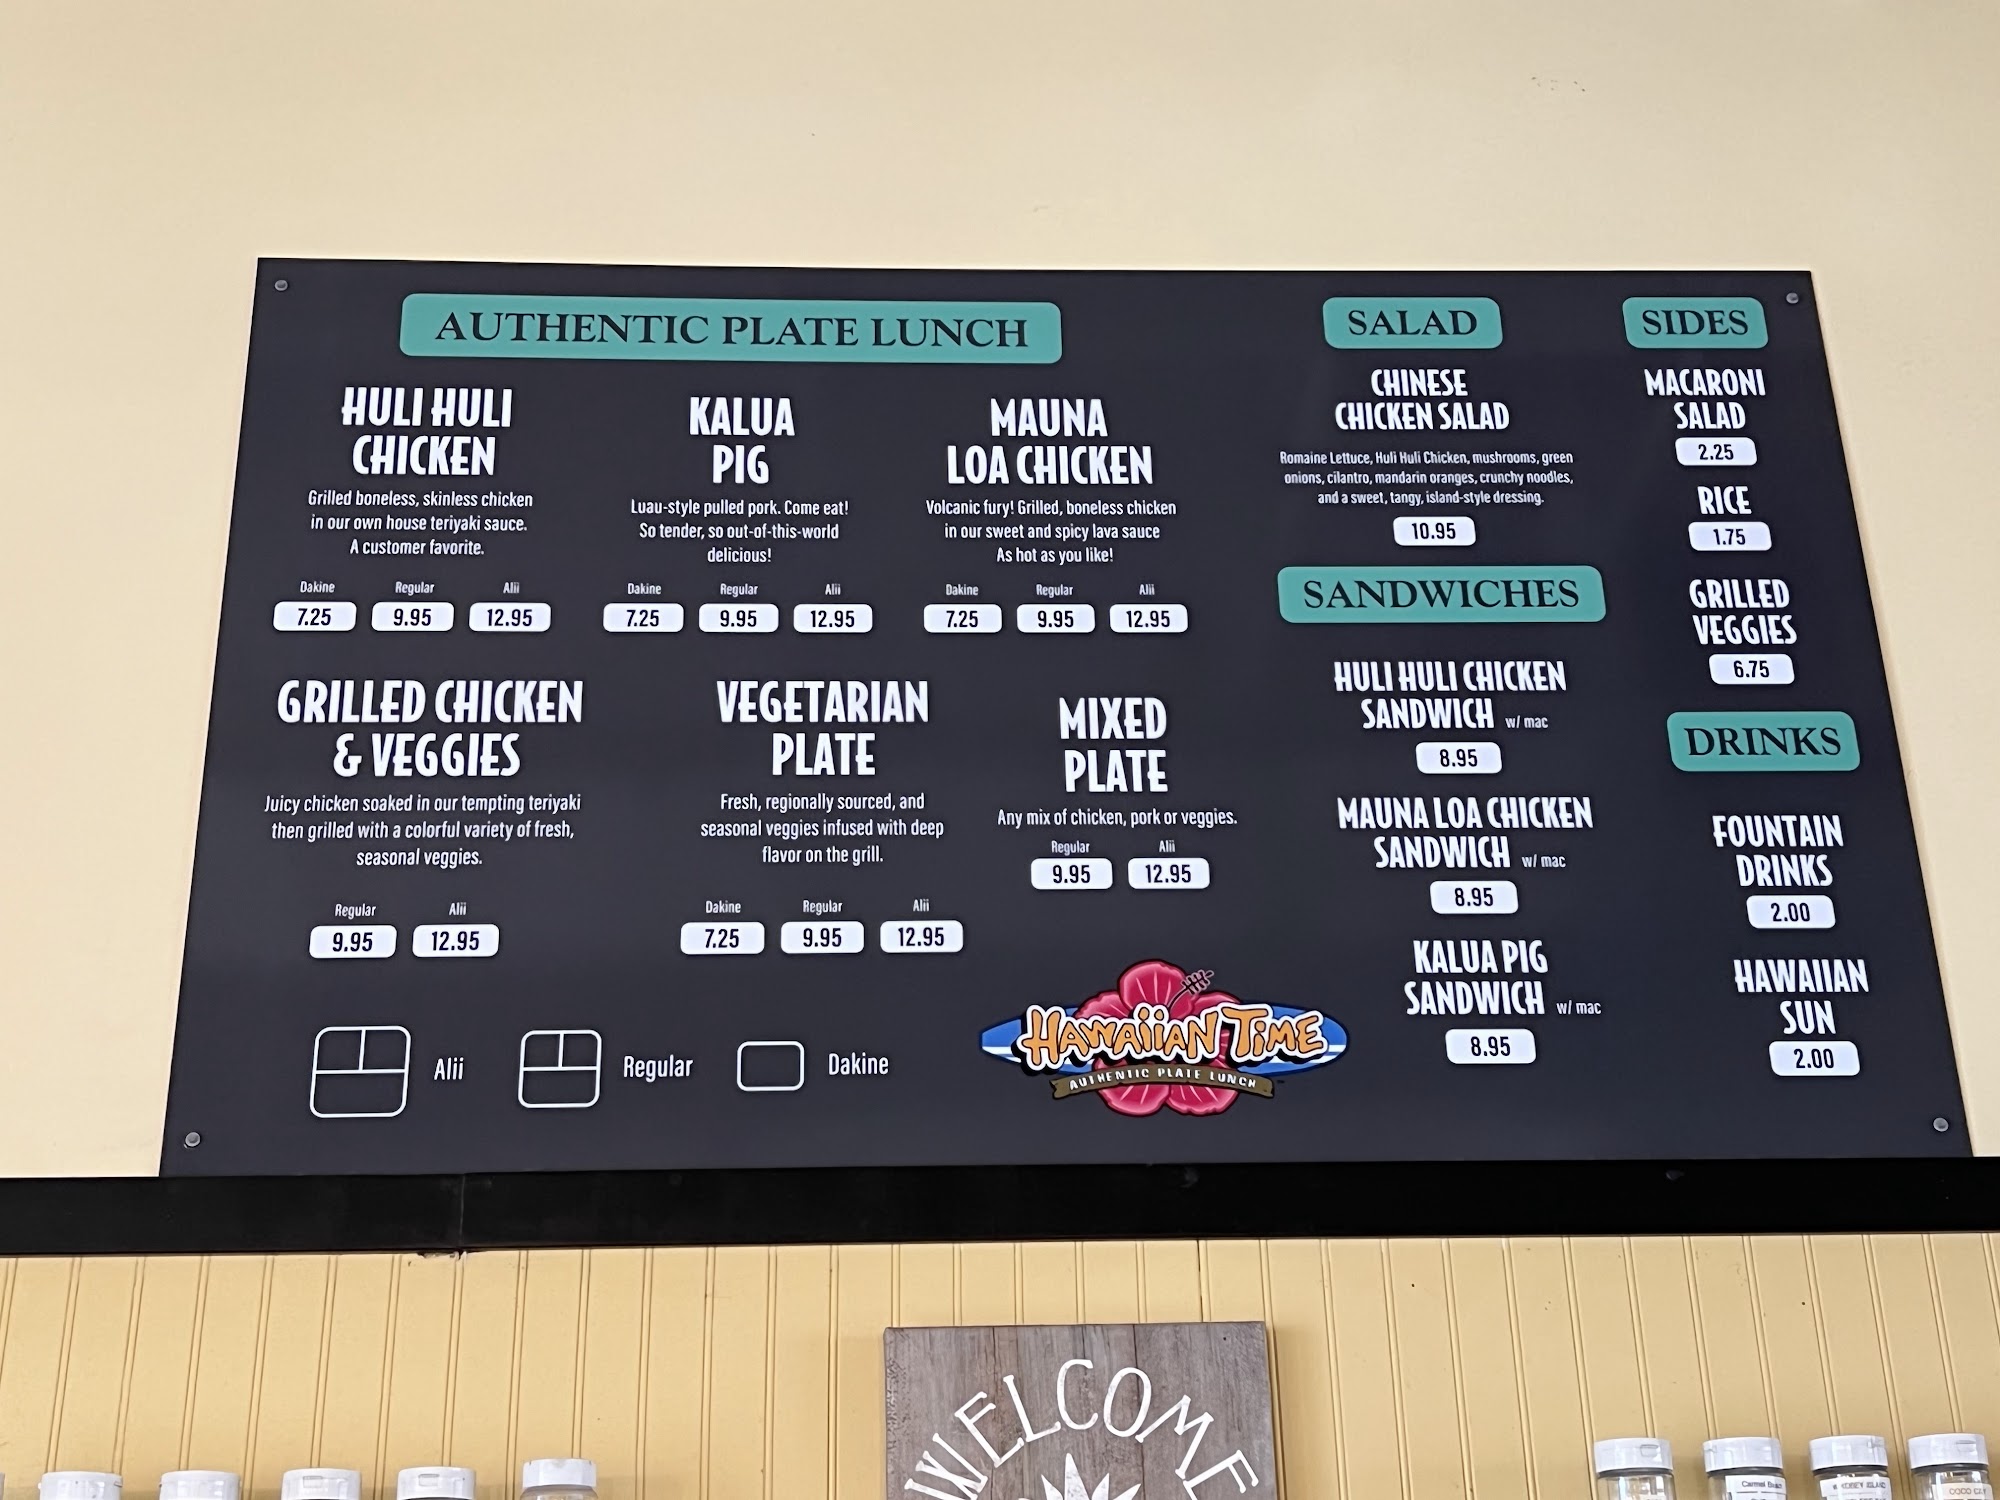 AUTHENTIC PLATE LUNCH
HULI HULI
CHICKEN
Grilled boneless, skinless chicken
in our own house teriyaki sauce.
A customer favorite.
Dakine Regular Alii
7.25 9.95 12.95
KALUA
PIG
Luau-style pulled pork. Come eat!
So tender, so out-of-this-world
delicious!
Dakine Regular Alii
7.25 9.95 12.95
MAUNA
LOA CHICKEN
Volcanic fury! Grilled, boneless chicken
in our sweet and spicy lava sauce
As hot as you like!
Dakine Regular Alii
7.25 9.95 12.95
GRILLED CHICKEN
& VEGGIES
Juicy chicken soaked in our tempting teriyaki
then grilled with a colorful variety of fresh,
seasonal veggies.
Regular Alii
9.95 12.95
VEGETARIAN
PLATE
Fresh, regionally sourced, and
seasonal veggies infused with deep
flavor on the grill.
Dakine Regular Alii
7.25 9.95 12.95
MIXED
PLATE
Any mix of chicken, pork or veggies.
Regular Alii
9.95 12.95
Alii Regular Dakine
HAWAIIAN TIME
AUTHENTIC PLATE LUNCH
SALAD
CHINESE
CHICKEN SALAD
Romaine Lettuce, Huli Huli Chicken, mushrooms, green
onions, cilantro, mandarin oranges, crunchy noodles,
and a sweet, tangy, island-style dressing.
10.95
SANDWICHES
HULI HULI CHICKEN
SANDWICH w/ mac
8.95
MAUNA LOA CHICKEN
SANDWICH w/ mac
8.95
KALUA PIG
SANDWICH w/ mac
8.95
SIDES
MACARONI
SALAD
2.25
RICE
1.75
GRILLED
VEGGIES
6.75
DRINKS
FOUNTAIN
DRINKS
2.00
HAWAIIAN
SUN
2.00
WELCOME